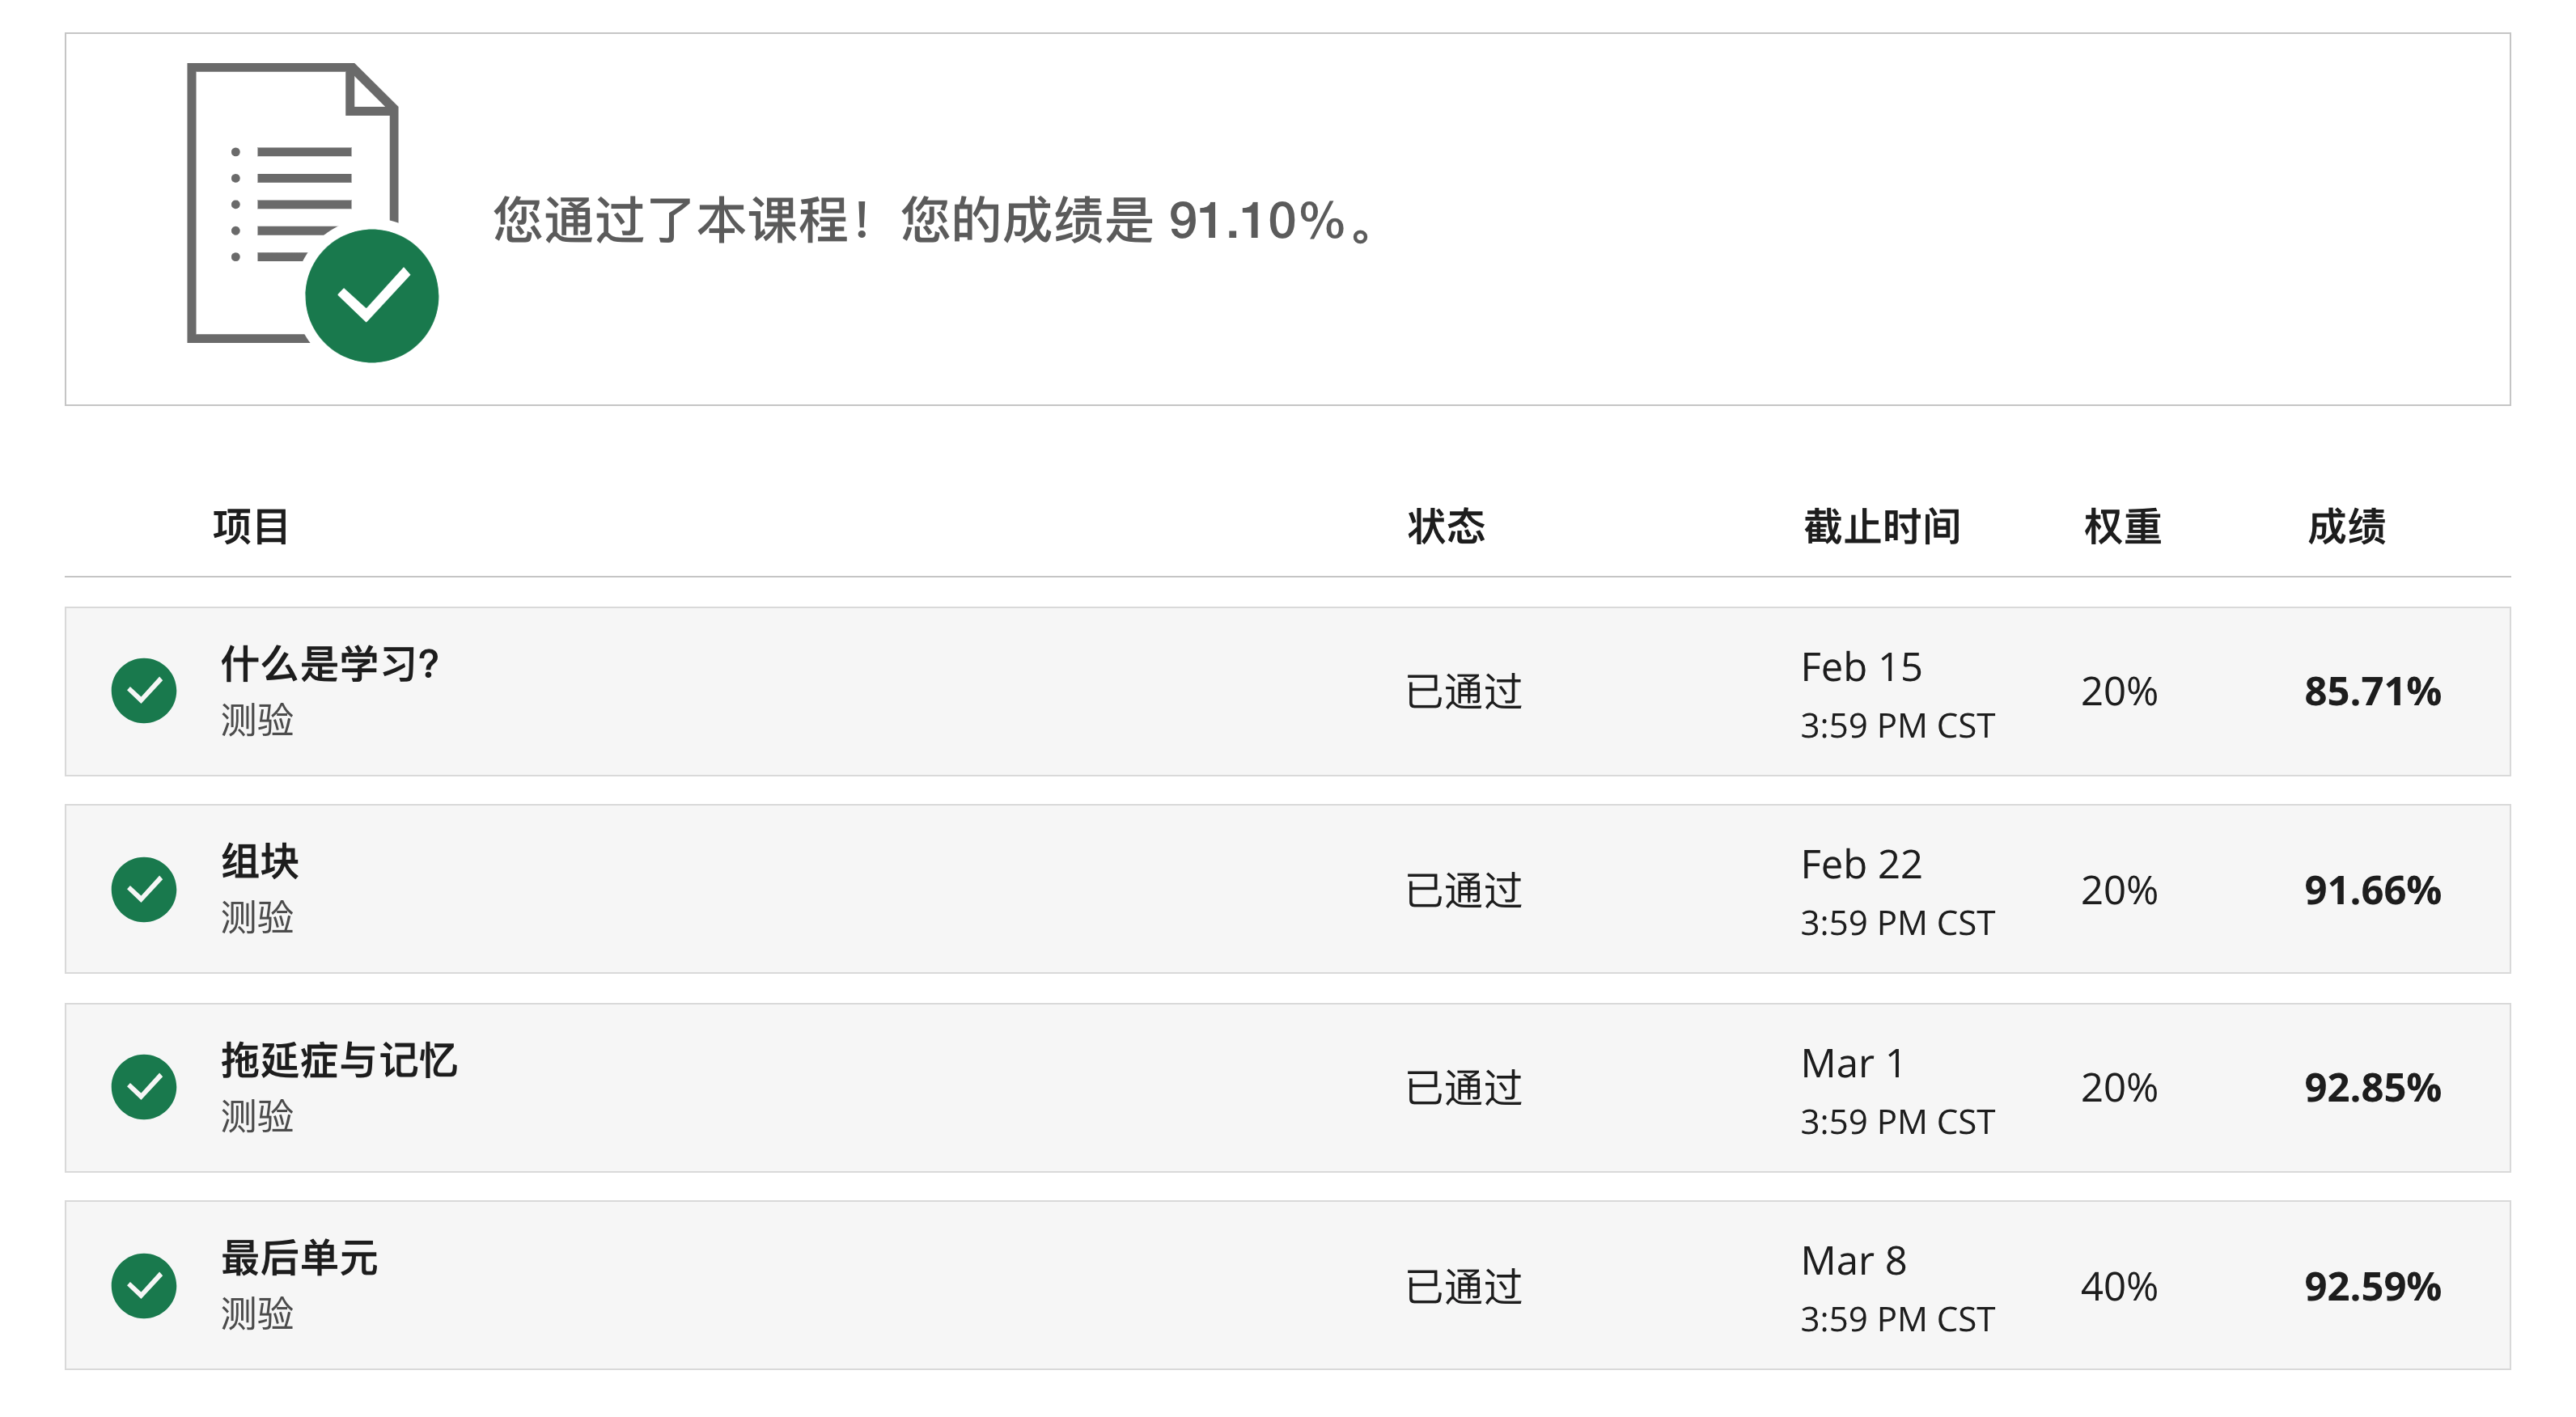 您通过了本课程！您的成绩是 91.10%。
项目 状态 截止时间 权重 成绩
什么是学习?
测验
已通过
Feb 15
3:59 PM CST
20%
85.71%
组块
测验
已通过
Feb 22
3:59 PM CST
20%
91.66%
拖延症与记忆
测验
已通过
Mar 1
3:59 PM CST
20%
92.85%
最后单元
测验
已通过
Mar 8
3:59 PM CST
40%
92.59%